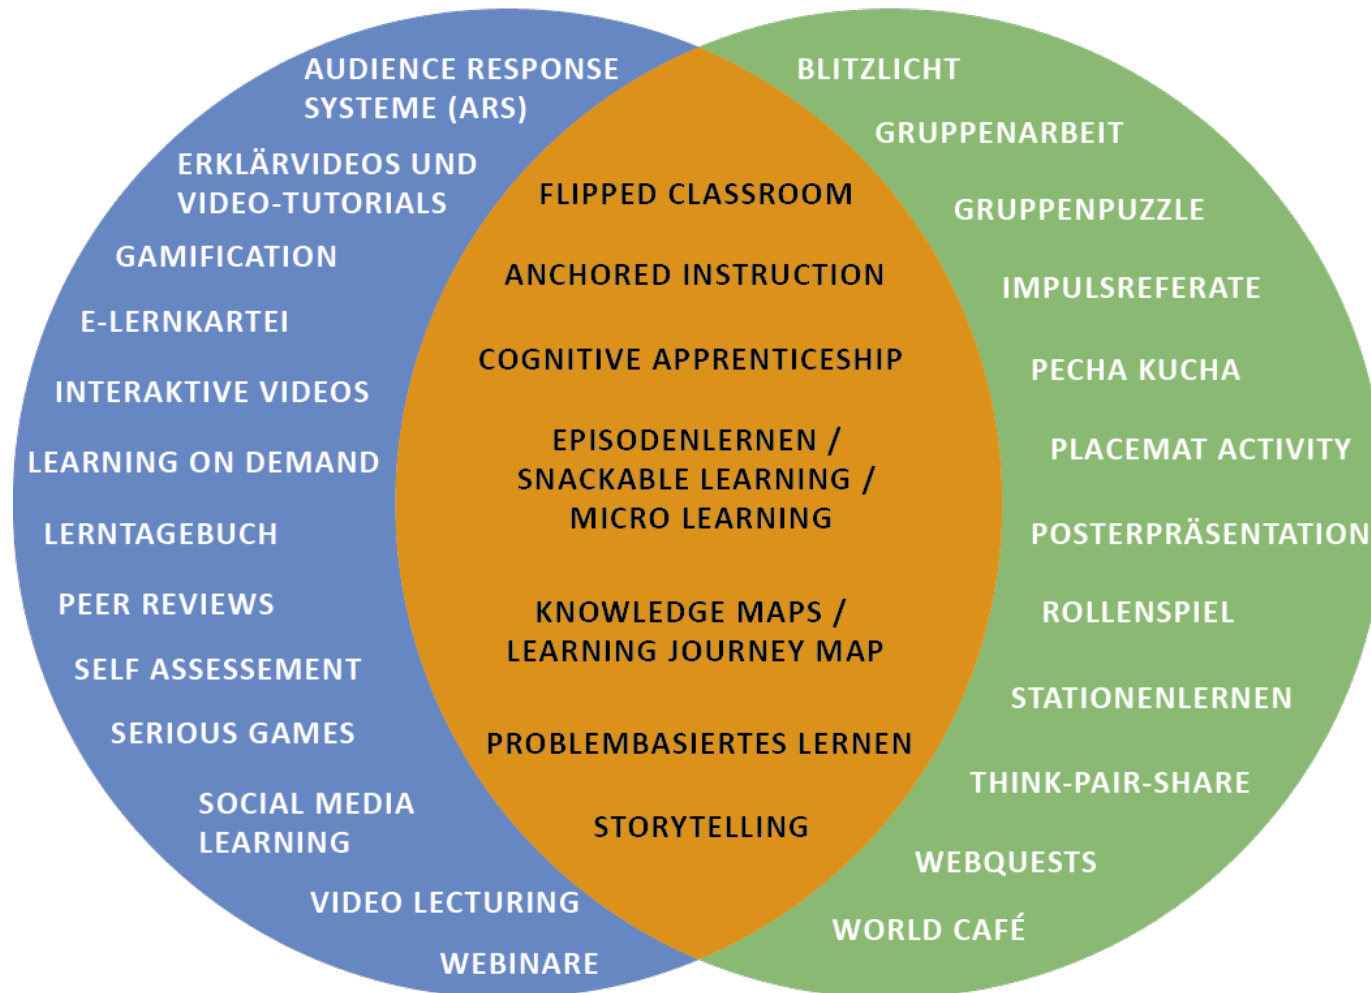 AUDIENCE RESPONSE
SYSTEME (ARS)
ERKLÄRVIDEOS UND
VIDEO-TUTORIALS
GAMIFICATION
E-LERNKARTEI
INTERAKTIVE VIDEOS
LEARNING ON DEMAND
LERNTAGEBUCH
PEER REVIEWS
SELF ASSESSEMENT
SERIOUS GAMES
SOCIAL MEDIA
LEARNING
VIDEO LECTURING
WEBINARE
FLIPPED CLASSROOM
ANCHORED INSTRUCTION
COGNITIVE APPRENTICESHIP
EPISODENLERNEN /
SNACKABLE LEARNING /
MICRO LEARNING
KNOWLEDGE MAPS /
LEARNING JOURNEY MAP
PROBLEMBASIERTES LERNEN
STORYTELLING
BLITZLICHT
GRUPPENARBEIT
GRUPPENPUZZLE
IMPULSREFERATE
PECHA KUCHA
PLACEMAT ACTIVITY
POSTERPRÄSENTATION
ROLLENSPIEL
STATIONENLERNEN
THINK-PAIR-SHARE
WEBQUESTS
WORLD CAFÉ